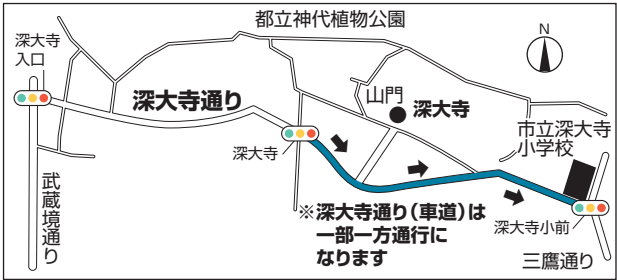 都立神代植物公園
N
深大寺
入口
深大寺通り
山門
深大寺
市立深大寺
小学校
深大寺
武蔵境通り
※深大寺通り（車道）は
一部一方通行に
なります
深大寺小前
三鷹通り